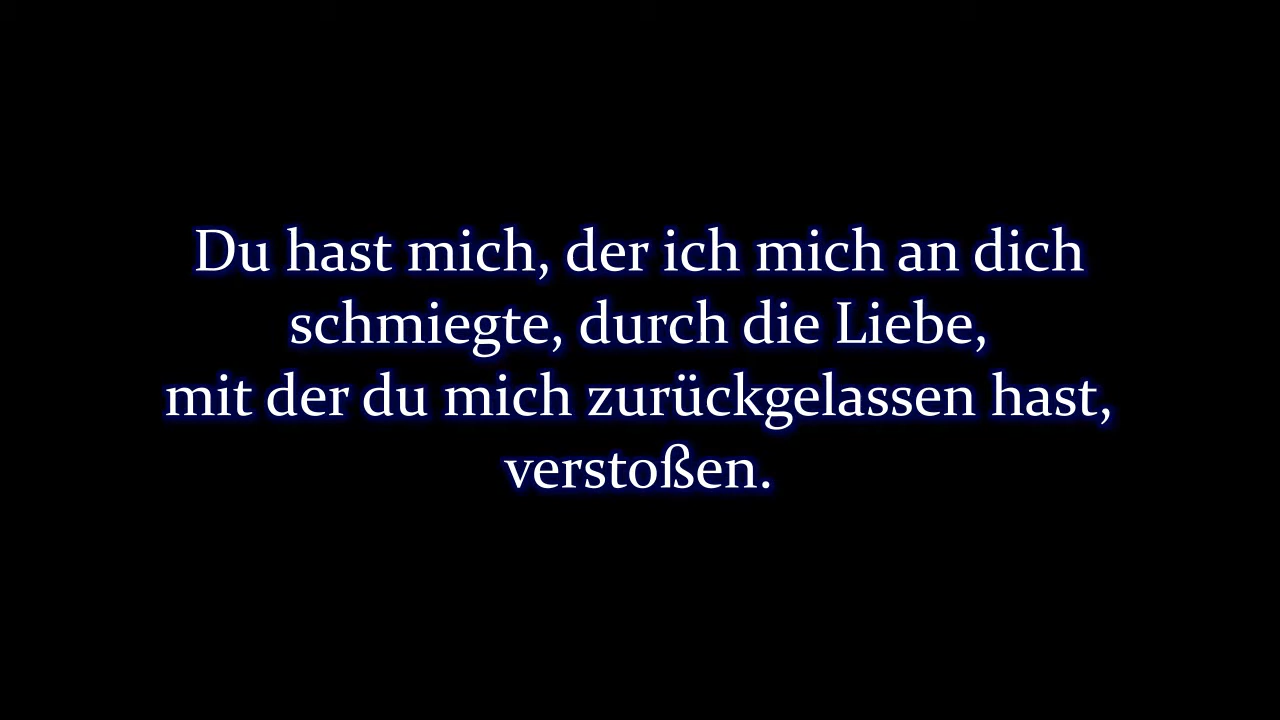 Du hast mich, der ich mich an dich
schmiegte, durch die Liebe,
mit der du mich zurückgelassen hast,
verstoßen.